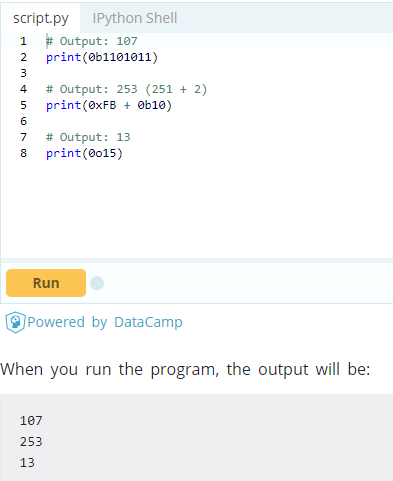 script.py IPython Shell
1 # Output: 107
2 print(0b1101011)
3
4 # Output: 253 (251 + 2)
5 print(0xFB + 0b10)
6
7 # Output: 13
8 print(0o15)
Run
Powered by DataCamp
When you run the program, the output will be:
107
253
13